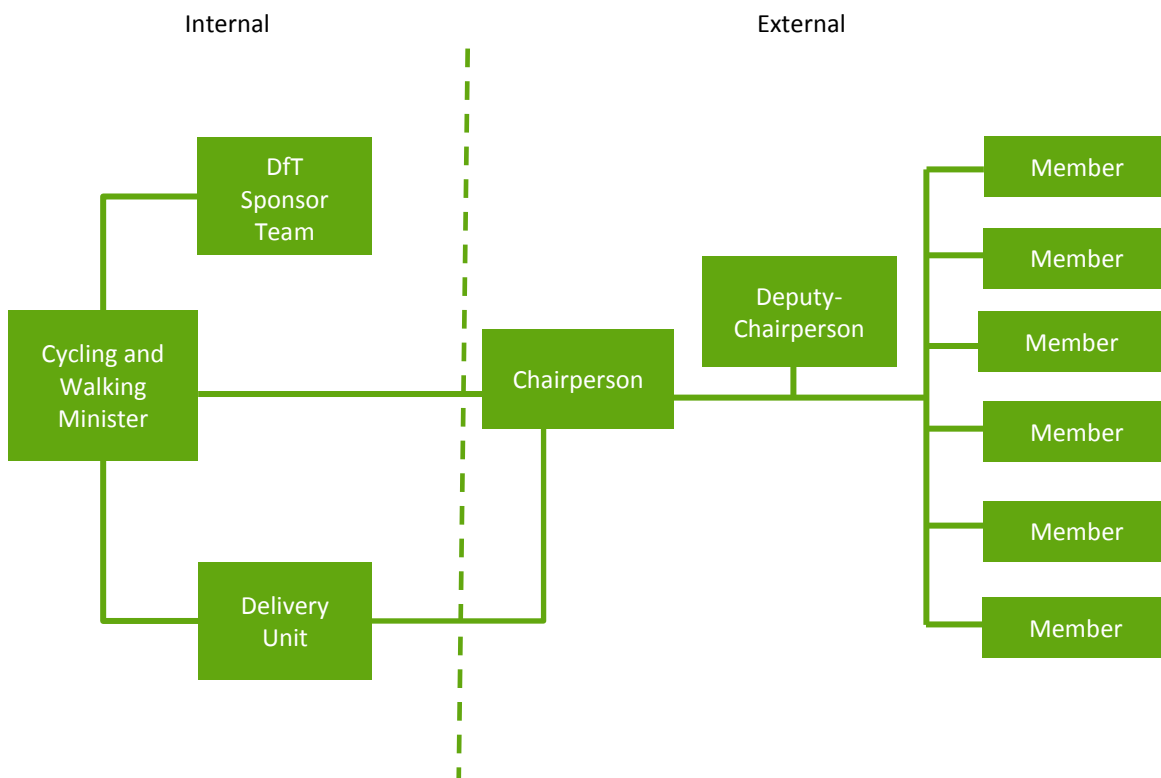 Internal
External
DfT
Sponsor
Team
Cycling and
Walking
Minister
Delivery
Unit
Chairperson
Deputy-
Chairperson
Member
Member
Member
Member
Member
Member